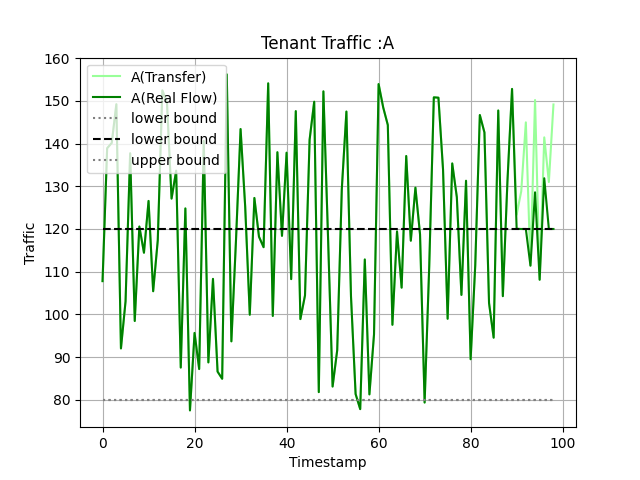 Tenant Traffic :A
A(Transfer)
A(Real Flow)
lower bound
lower bound
upper bound
Traffic
160
150
140
130
120
110
100
90
80
0 20 40 60 80 100
Timestamp